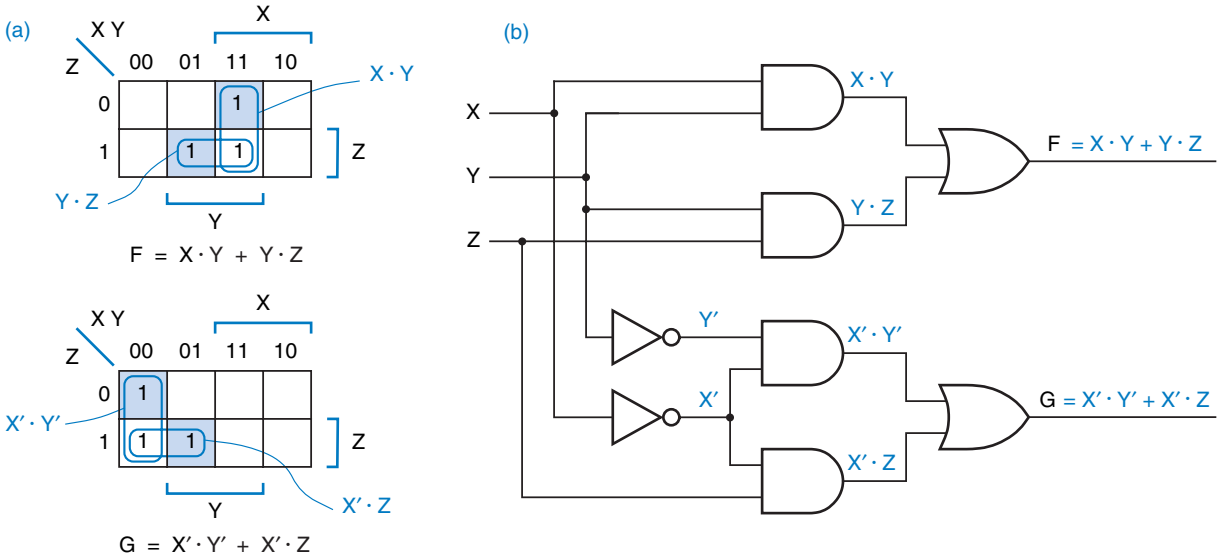 (a)
X Y
X
Z
00 01 11 10
0
1
X · Y
1
1 1
Z
Y · Z
Y
F = X · Y + Y · Z
X
X Y
Z
00 01 11 10
0
1
X′ · Y′
1
1 1
Z
Y
X′ · Z
G = X′ · Y′ + X′ · Z
(b)
X
Y
Z
X · Y
F = X · Y + Y · Z
Y · Z
Y′
X′ · Y′
X′
G = X′ · Y′ + X′ · Z
X′ · Z